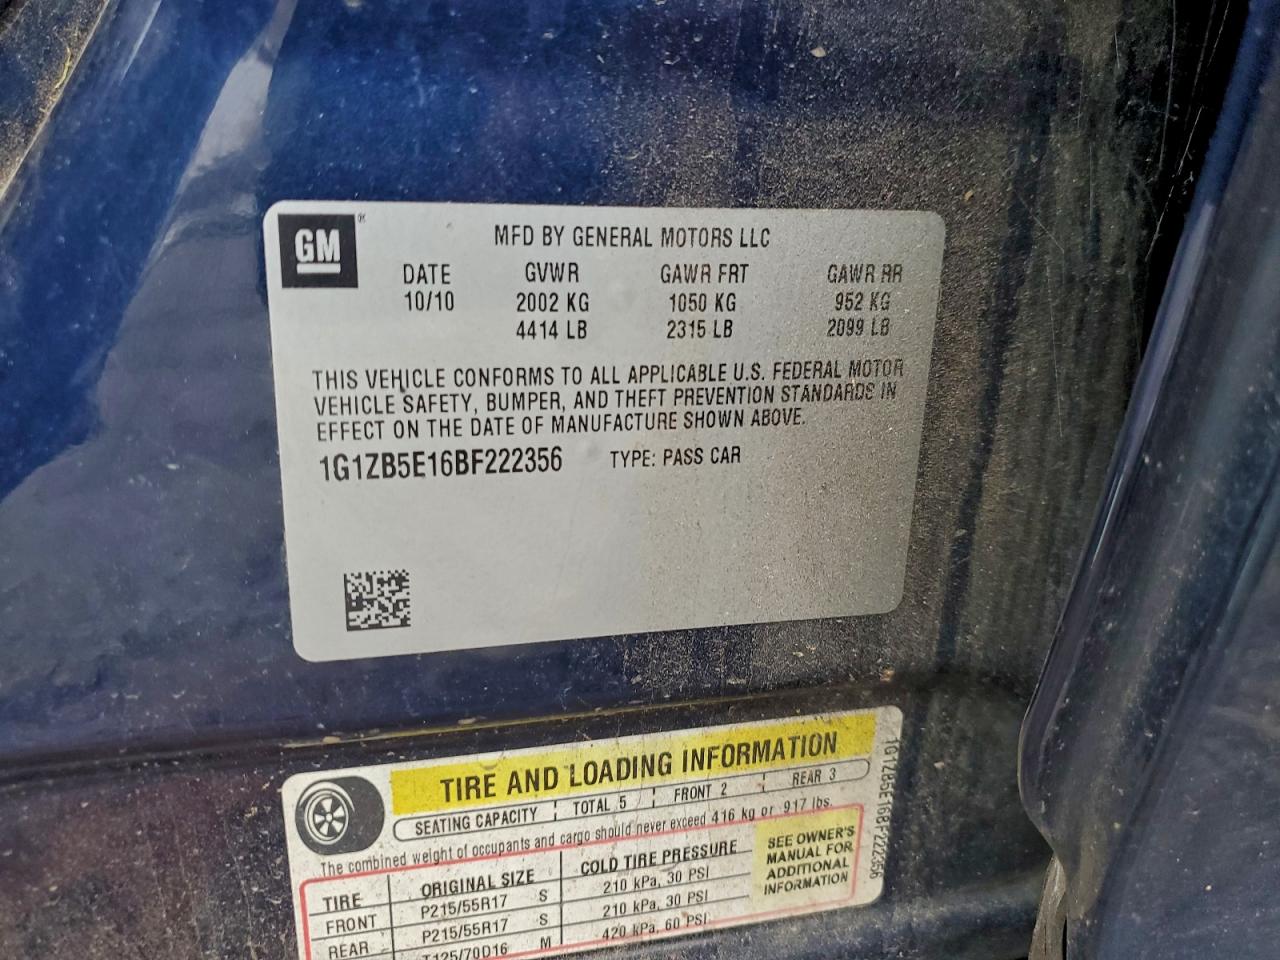 GM®
MFD BY GENERAL MOTORS LLC
DATE GVWR GAWR FRT GAWR RR
10/10 2002 KG 1050 KG 952 KG
4414 LB 2315 LB 2099 LB
THIS VEHICLE CONFORMS TO ALL APPLICABLE U.S. FEDERAL MOTOR
VEHICLE SAFETY, BUMPER, AND THEFT PREVENTION STANDARDS IN
EFFECT ON THE DATE OF MANUFACTURE SHOWN ABOVE.
1G1ZB5E16BF222356 TYPE: PASS CAR
TIRE AND LOADING INFORMATION
SEATING CAPACITY TOTAL 5 FRONT 2 REAR 3
The combined weight of occupants and cargo should never exceed 416 kg or 917 lbs.
TIRE ORIGINAL SIZE COLD TIRE PRESSURE
FRONT P215/55R17 S 210 kPa, 30 PSI
REAR P215/55R17 S 210 kPa, 30 PSI
T125/70D16 M 420 kPa, 60 PSI
SEE OWNER'S
MANUAL FOR
ADDITIONAL
INFORMATION
1G1ZB5E16BF222356